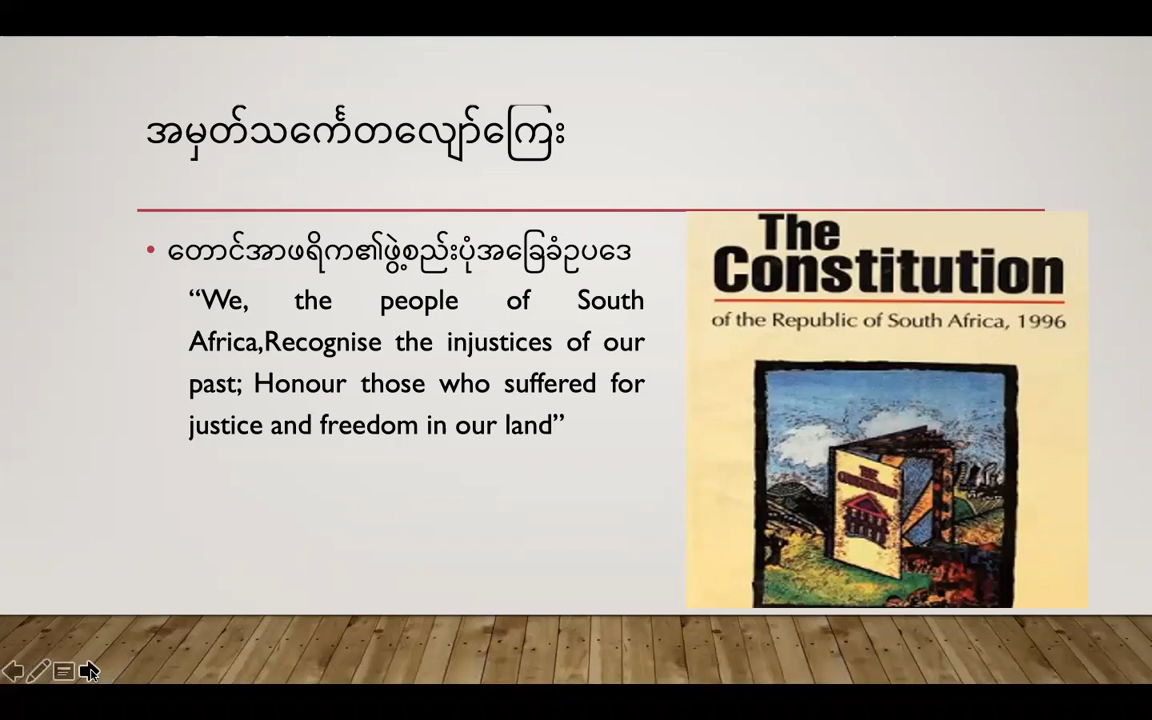 အမှတ်သင်္ကေတလျော်ကြေး
• တောင်အာဖရိက၏ဖွဲ့စည်းပုံအခြေခံဥပဒေ
“We, the people of South
Africa,Recognise the injustices of our
past; Honour those who suffered for
justice and freedom in our land”
The
Constitution
of the Republic of South Africa, 1996
THE
CONSTITUTION